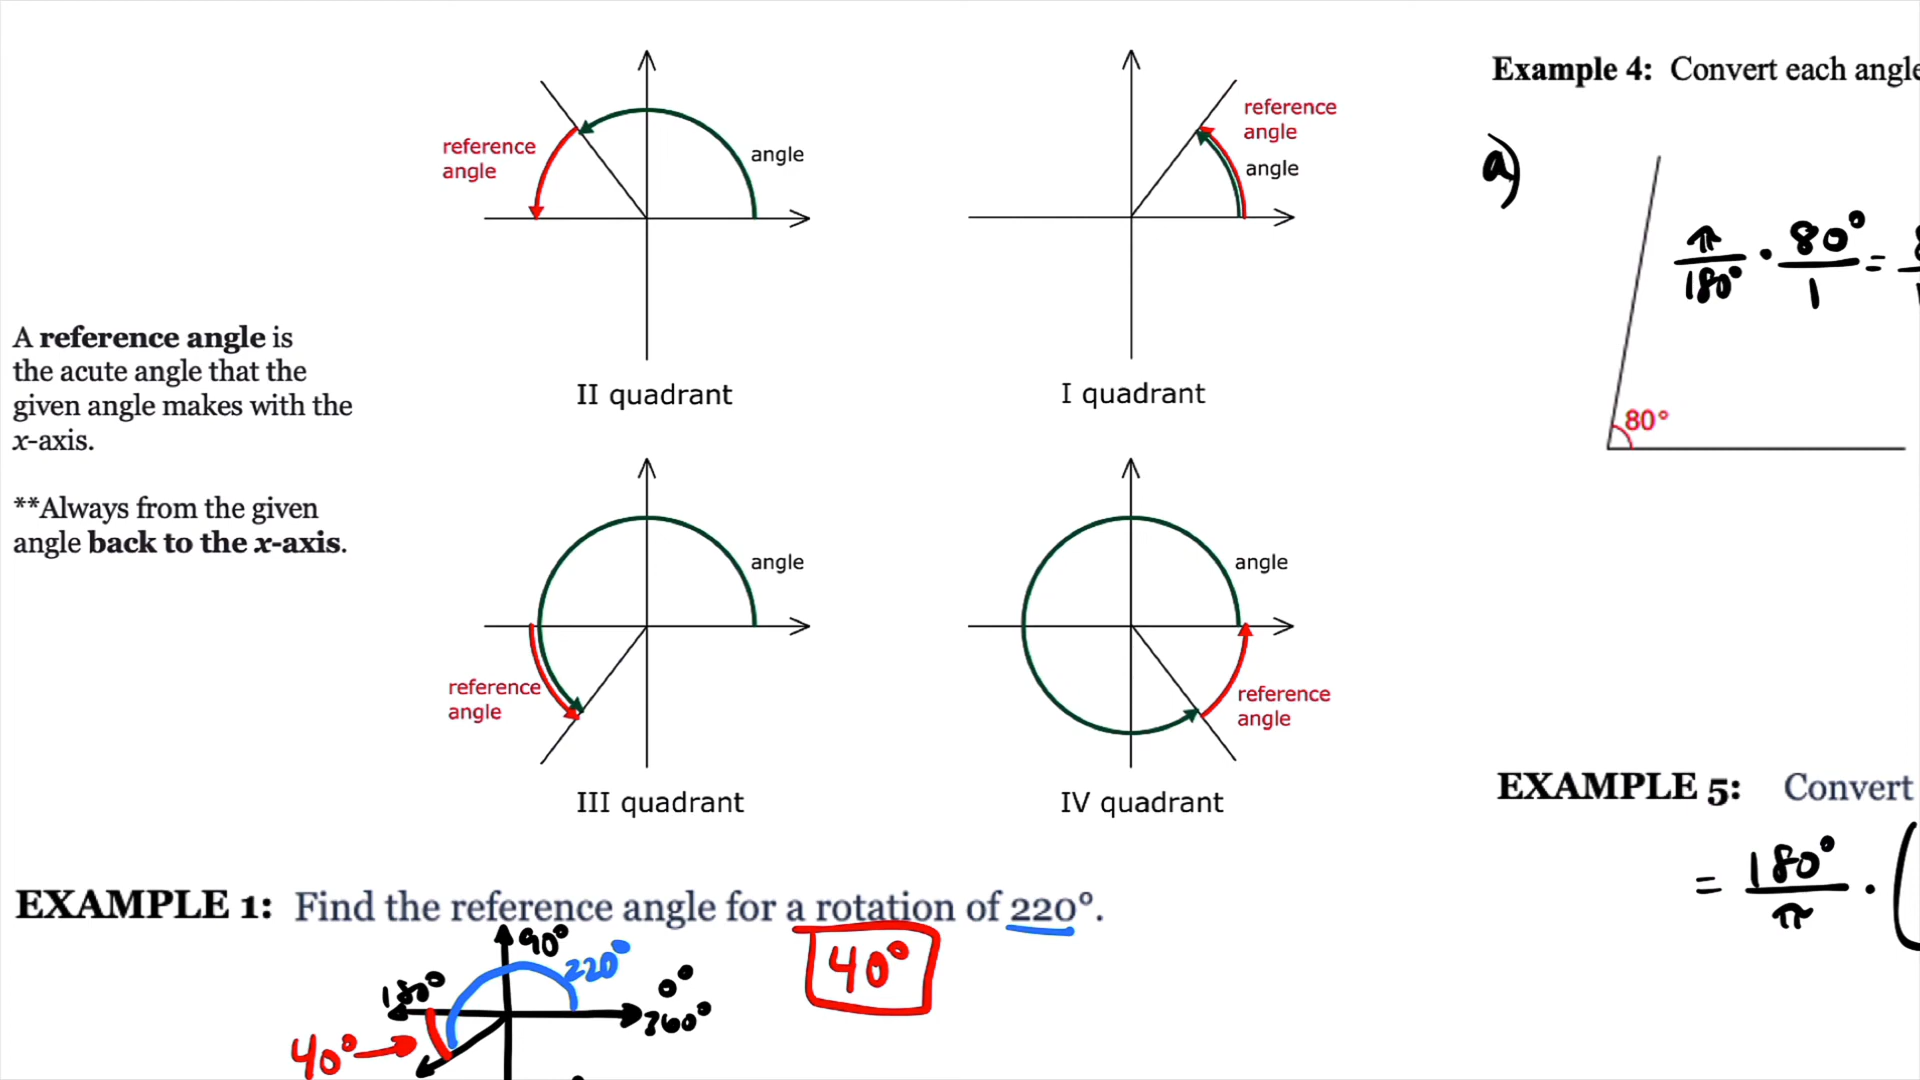 reference
angle
angle
II quadrant
reference
angle
angle
I quadrant
A reference angle is
the acute angle that the
given angle makes with the
x-axis.
**Always from the given
angle back to the x-axis.
angle
reference
angle
III quadrant
angle
reference
angle
IV quadrant
EXAMPLE 1: Find the reference angle for a rotation of 220°.
90°
220°
180°
0°
360°
40°
40°
Example 4: Convert each angle
a)
π/180° · 80°/1 =
80°
EXAMPLE 5: Convert
= 180°/π · (